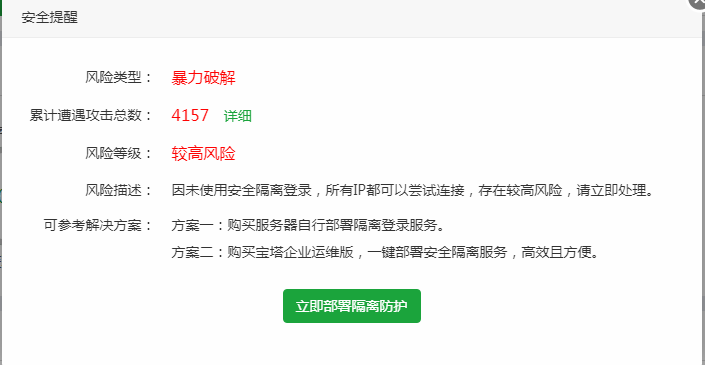 安全提醒
风险类型： 暴力破解
累计遭遇攻击总数： 4157 详细
风险等级： 较高风险
风险描述： 因未使用安全隔离登录，所有IP都可以尝试连接，存在较高风险，请立即处理。
可参考解决方案： 方案一：购买服务器自行部署隔离登录服务。
方案二：购买宝塔企业运维版，一键部署安全隔离服务，高效且方便。
立即部署隔离防护